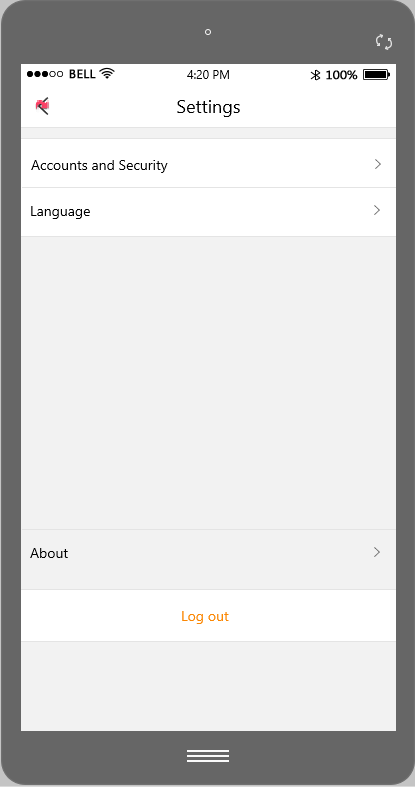 BELL 4:20 PM 100%
Settings
Accounts and Security
Language
About
Log out